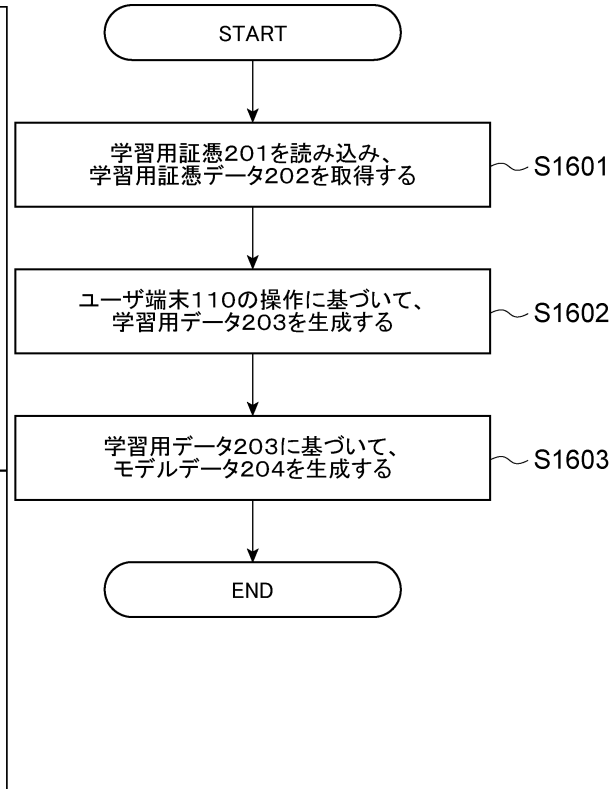 START
学習用証憑２０１を読み込み、
学習用証憑データ２０２を取得する
S1601
ユーザ端末１１０の操作に基づいて、
学習用データ２０３を生成する
S1602
学習用データ２０３に基づいて、
モデルデータ２０４を生成する
S1603
END